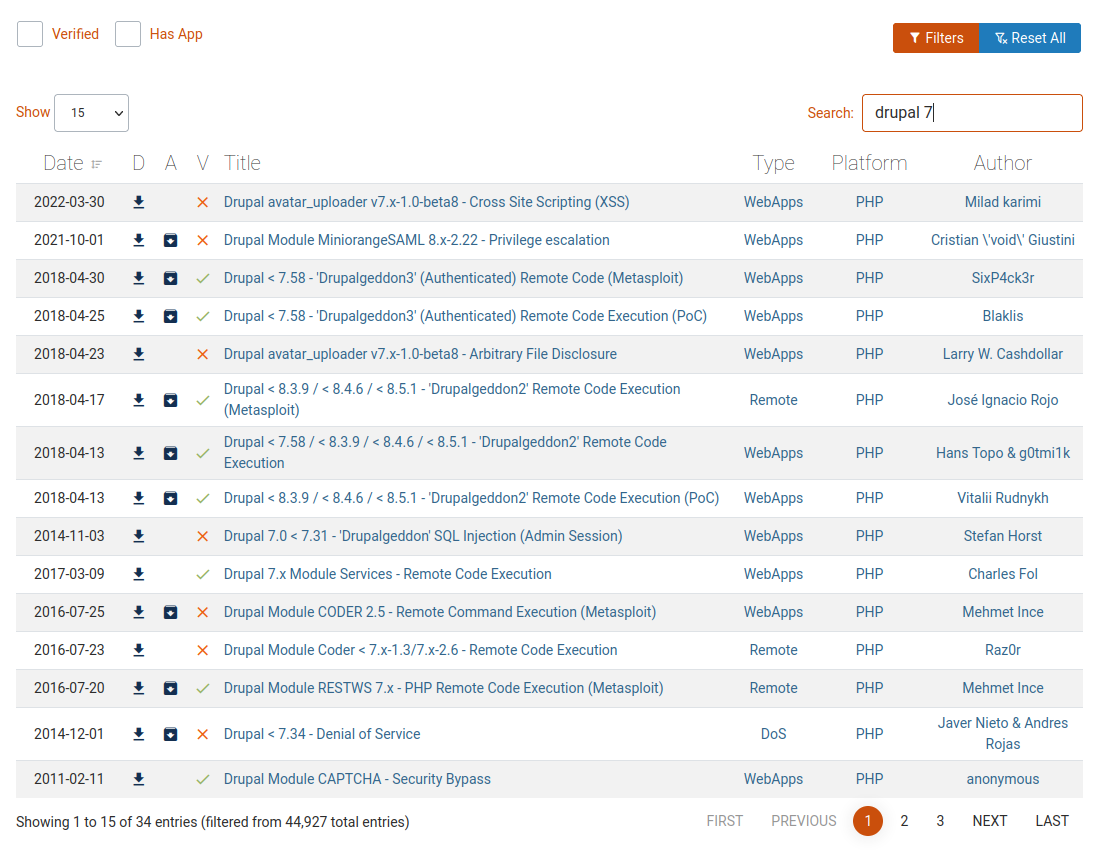 Verified Has App Filters Reset All
Show 15 Search: drupal 7
Date D A V Title Type Platform Author
2022-03-30 Drupal avatar_uploader v7.x-1.0-beta8 - Cross Site Scripting (XSS) WebApps PHP Milad karimi
2021-10-01 Drupal Module MiniorangeSAML 8.x-2.22 - Privilege escalation WebApps PHP Cristian \'void\' Giustini
2018-04-30 Drupal < 7.58 - 'Drupalgeddon3' (Authenticated) Remote Code (Metasploit) WebApps PHP SixP4ck3r
2018-04-25 Drupal < 7.58 - 'Drupalgeddon3' (Authenticated) Remote Code Execution (PoC) WebApps PHP Blaklis
2018-04-23 Drupal avatar_uploader v7.x-1.0-beta8 - Arbitrary File Disclosure WebApps PHP Larry W. Cashdollar
2018-04-17 Drupal < 8.3.9 / < 8.4.6 / < 8.5.1 - 'Drupalgeddon2' Remote Code Execution
(Metasploit) Remote PHP José Ignacio Rojo
2018-04-13 Drupal < 7.58 / < 8.3.9 / < 8.4.6 / < 8.5.1 - 'Drupalgeddon2' Remote Code
Execution WebApps PHP Hans Topo & g0tmi1k
2018-04-13 Drupal < 8.3.9 / < 8.4.6 / < 8.5.1 - 'Drupalgeddon2' Remote Code Execution (PoC) WebApps PHP Vitalii Rudnykh
2014-11-03 Drupal 7.0 < 7.31 - 'Drupalgeddon' SQL Injection (Admin Session) WebApps PHP Stefan Horst
2017-03-09 Drupal 7.x Module Services - Remote Code Execution WebApps PHP Charles Fol
2016-07-25 Drupal Module CODER 2.5 - Remote Command Execution (Metasploit) WebApps PHP Mehmet Ince
2016-07-23 Drupal Module Coder < 7.x-1.3/7.x-2.6 - Remote Code Execution Remote PHP Raz0r
2016-07-20 Drupal Module RESTWS 7.x - PHP Remote Code Execution (Metasploit) Remote PHP Mehmet Ince
2014-12-01 Drupal < 7.34 - Denial of Service DoS PHP Javer Nieto & Andres
Rojas
2011-02-11 Drupal Module CAPTCHA - Security Bypass WebApps PHP anonymous
Showing 1 to 15 of 34 entries (filtered from 44,927 total entries) FIRST PREVIOUS 1 2 3 NEXT LAST